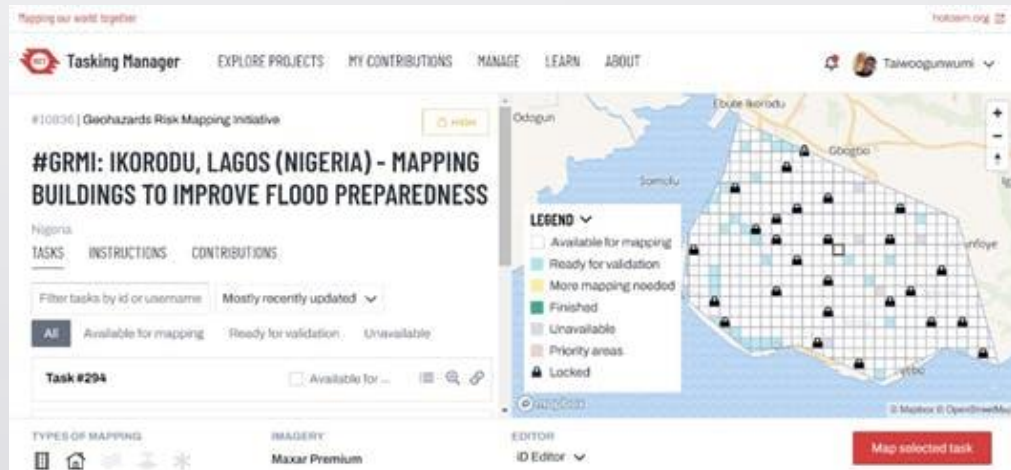 Mapping our world together
hotosm.org
HOT
Tasking Manager
EXPLORE PROJECTS
MY CONTRIBUTIONS
MANAGE
LEARN
ABOUT
Taiwoogunwumi
#10836 | Geohazards Risk Mapping Initiative
HIGH
#GRMI: IKORODU, LAGOS (NIGERIA) - MAPPING
BUILDINGS TO IMPROVE FLOOD PREPAREDNESS
Nigeria
TASKS
INSTRUCTIONS
CONTRIBUTIONS
Filter tasks by id or username
Mostly recently updated
All
Available for mapping
Ready for validation
Unavailable
Task #294
Available for ...
TYPES OF MAPPING
IMAGERY
Maxar Premium
EDITOR
iD Editor
Map selected task
Odogun
Ebute Ikorodu
Gbogbo
Somolu
LEGEND
Available for mapping
Ready for validation
More mapping needed
Finished
Unavailable
Priority areas
Locked
mapbox
© Mapbox © OpenStreetMap